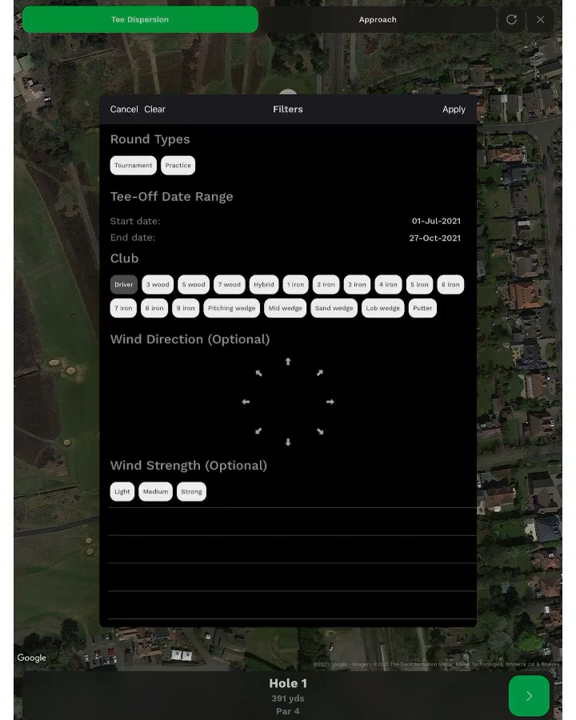 Tee Dispersion
Approach
Cancel Clear Filters Apply
Round Types
Tournament Practice
Tee-Off Date Range
Start date: 01-Jul-2021
End date: 27-Oct-2021
Club
Driver 3 wood 5 wood 7 wood Hybrid 1 iron 2 iron 3 iron 4 iron 5 iron 6 iron
7 iron 8 iron 9 iron Pitching wedge Mid wedge Sand wedge Lob wedge Putter
Wind Direction (Optional)
Wind Strength (Optional)
Light Medium Strong
Google
Hole 1
391 yds
Par 4